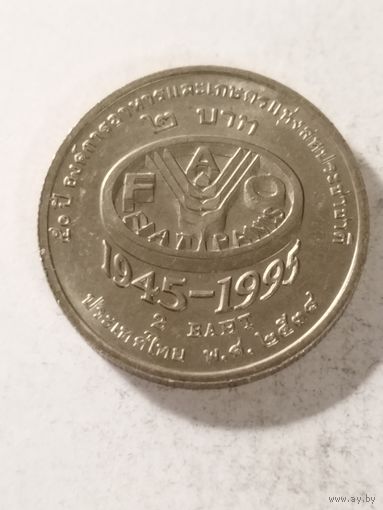 ๕๐ ปี องค์การอาหารและเกษตรแห่งสหประชาชาติ
๒ บาท
F A O
FIAT PANIS
1945-1995
2 BAHT
ประเทศไทย พ.ศ. ๒๕๓๘
www.ay.by